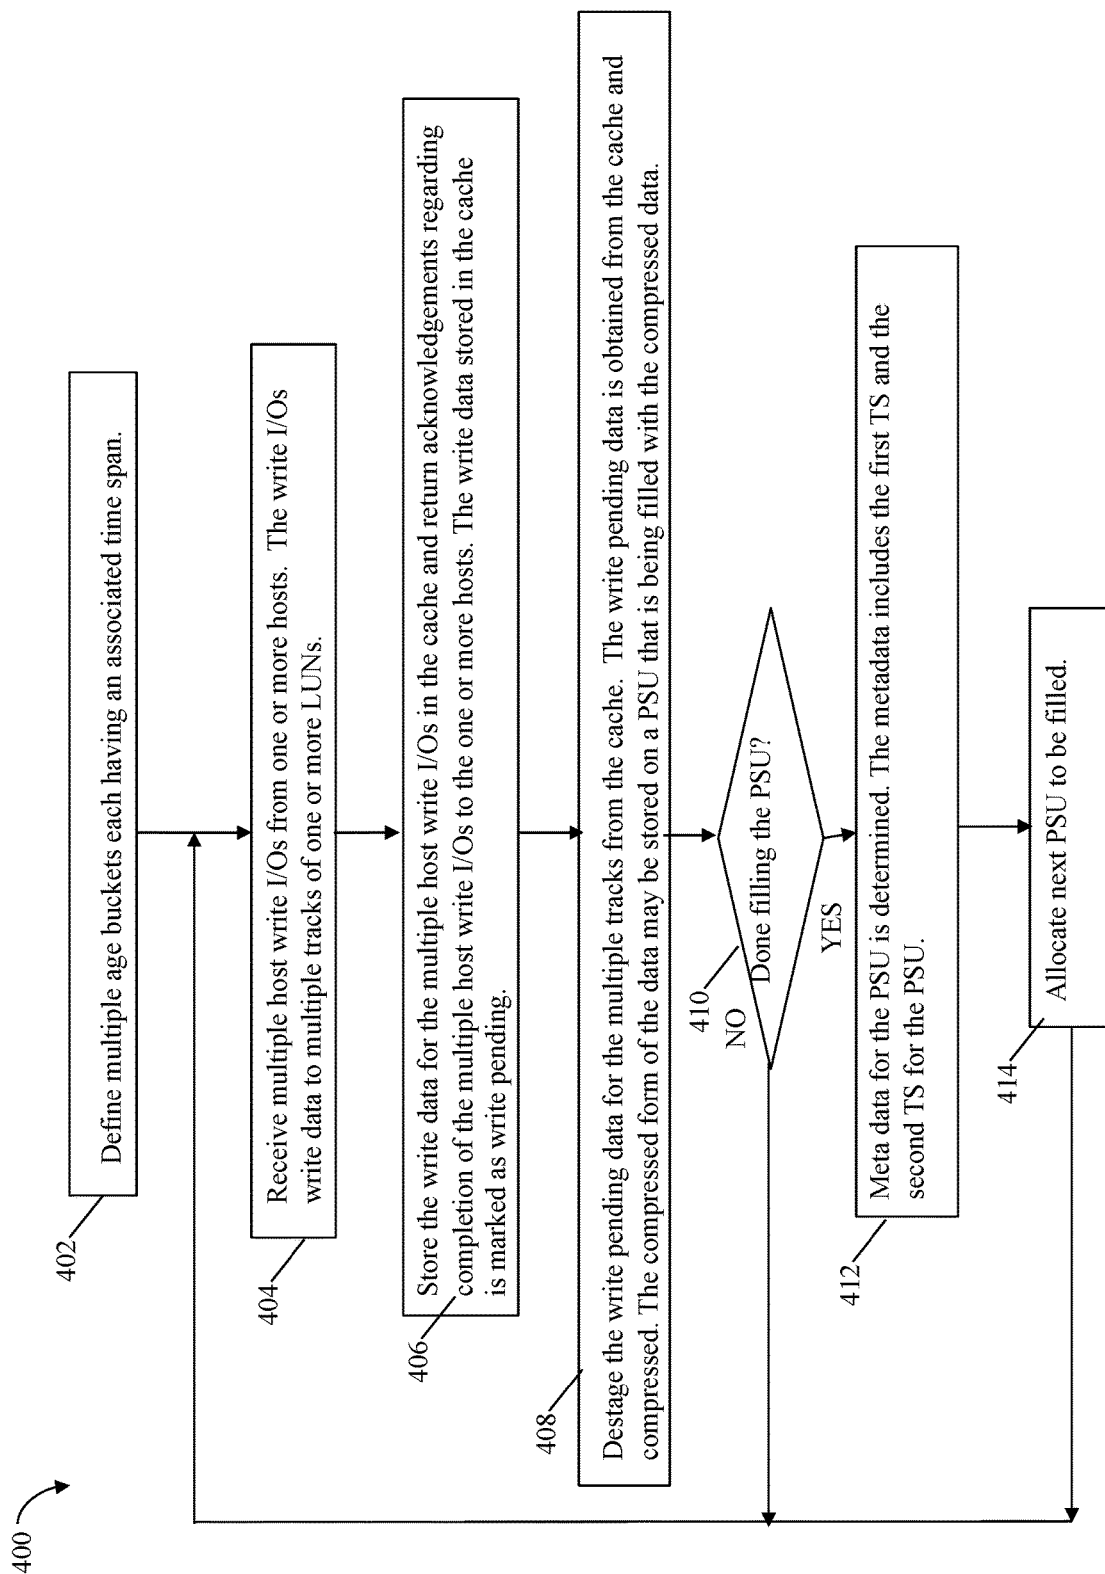 400
402
Define multiple age buckets each having an associated time span.
404
Receive multiple host write I/Os from one or more hosts. The write I/Os
write data to multiple tracks of one or more LUNs.
406
Store the write data for the multiple host write I/Os in the cache and return acknowledgements regarding
completion of the multiple host write I/Os to the one or more hosts. The write data stored in the cache
is marked as write pending.
408
Destage the write pending data for the multiple tracks from the cache. The write pending data is obtained from the cache and
compressed. The compressed form of the data may be stored on a PSU that is being filled with the compressed data.
410
Done filling the PSU?
NO
YES
412
Meta data for the PSU is determined. The metadata includes the first TS and the
second TS for the PSU.
414
Allocate next PSU to be filled.